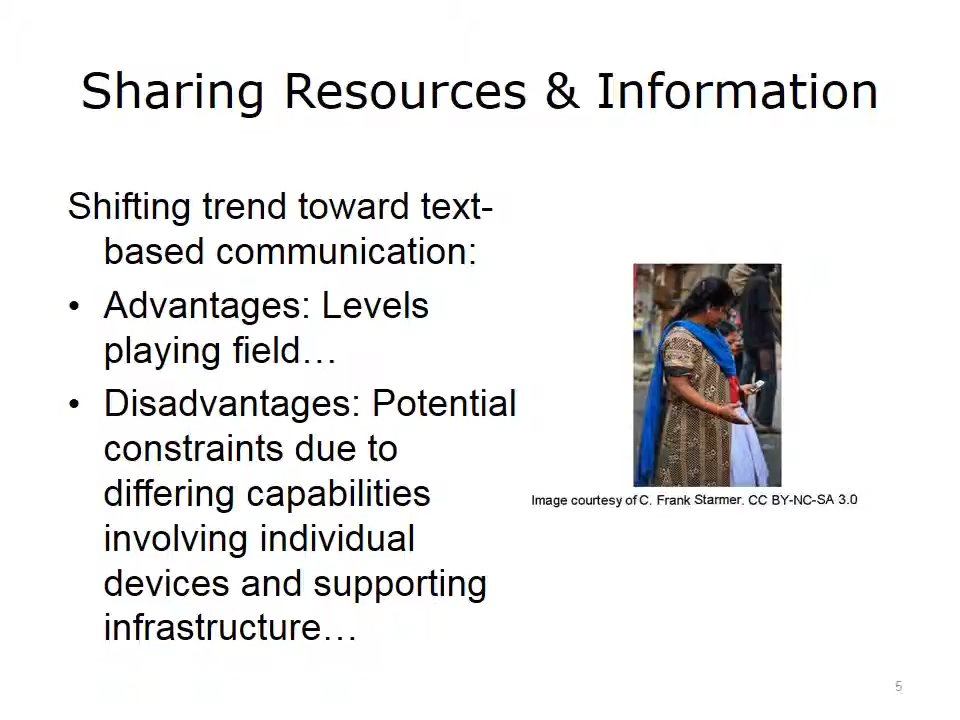 Sharing Resources & Information
Shifting trend toward text-
based communication:
• Advantages: Levels
playing field…
• Disadvantages: Potential
constraints due to
differing capabilities
involving individual
devices and supporting
infrastructure…
Image courtesy of C. Frank Starmer. CC BY-NC-SA 3.0
5